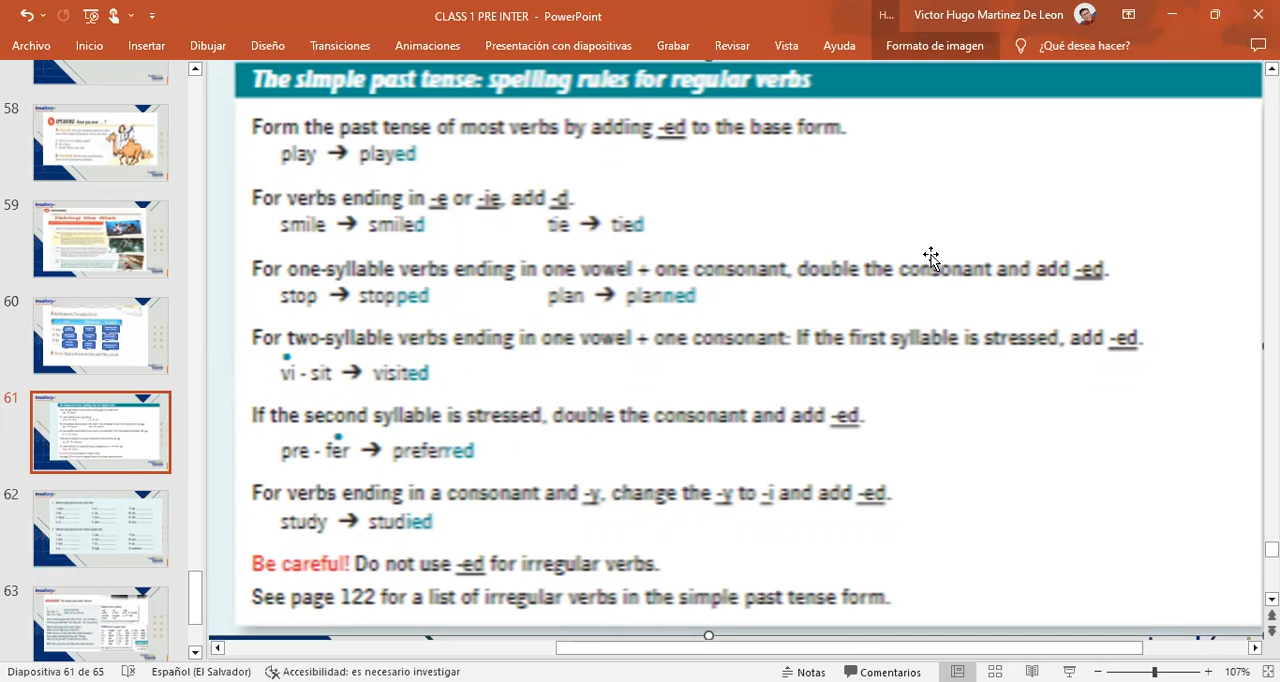 CLASS 1 PRE INTER - PowerPoint
H...
Victor Hugo Martinez De Leon
Archivo
Inicio
Insertar
Dibujar
Diseño
Transiciones
Animaciones
Presentación con diapositivas
Grabar
Revisar
Vista
Ayuda
Formato de imagen
¿Qué desea hacer?
58
59
60
61
62
63
The simple past tense: spelling rules for regular verbs
Form the past tense of most verbs by adding -ed to the base form.
play → played
For verbs ending in -e or -ie, add -d.
smile → smiled tie → tied
For one-syllable verbs ending in one vowel + one consonant, double the consonant and add -ed.
stop → stopped plan → planned
For two-syllable verbs ending in one vowel + one consonant: If the first syllable is stressed, add -ed.
vi - sit → visited
If the second syllable is stressed, double the consonant and add -ed.
pre - fer → preferred
For verbs ending in a consonant and -y, change the -y to -i and add -ed.
study → studied
Be careful! Do not use -ed for irregular verbs.
See page 122 for a list of irregular verbs in the simple past tense form.
Diapositiva 61 de 65
Español (El Salvador)
Accesibilidad: es necesario investigar
Notas
Comentarios
107%